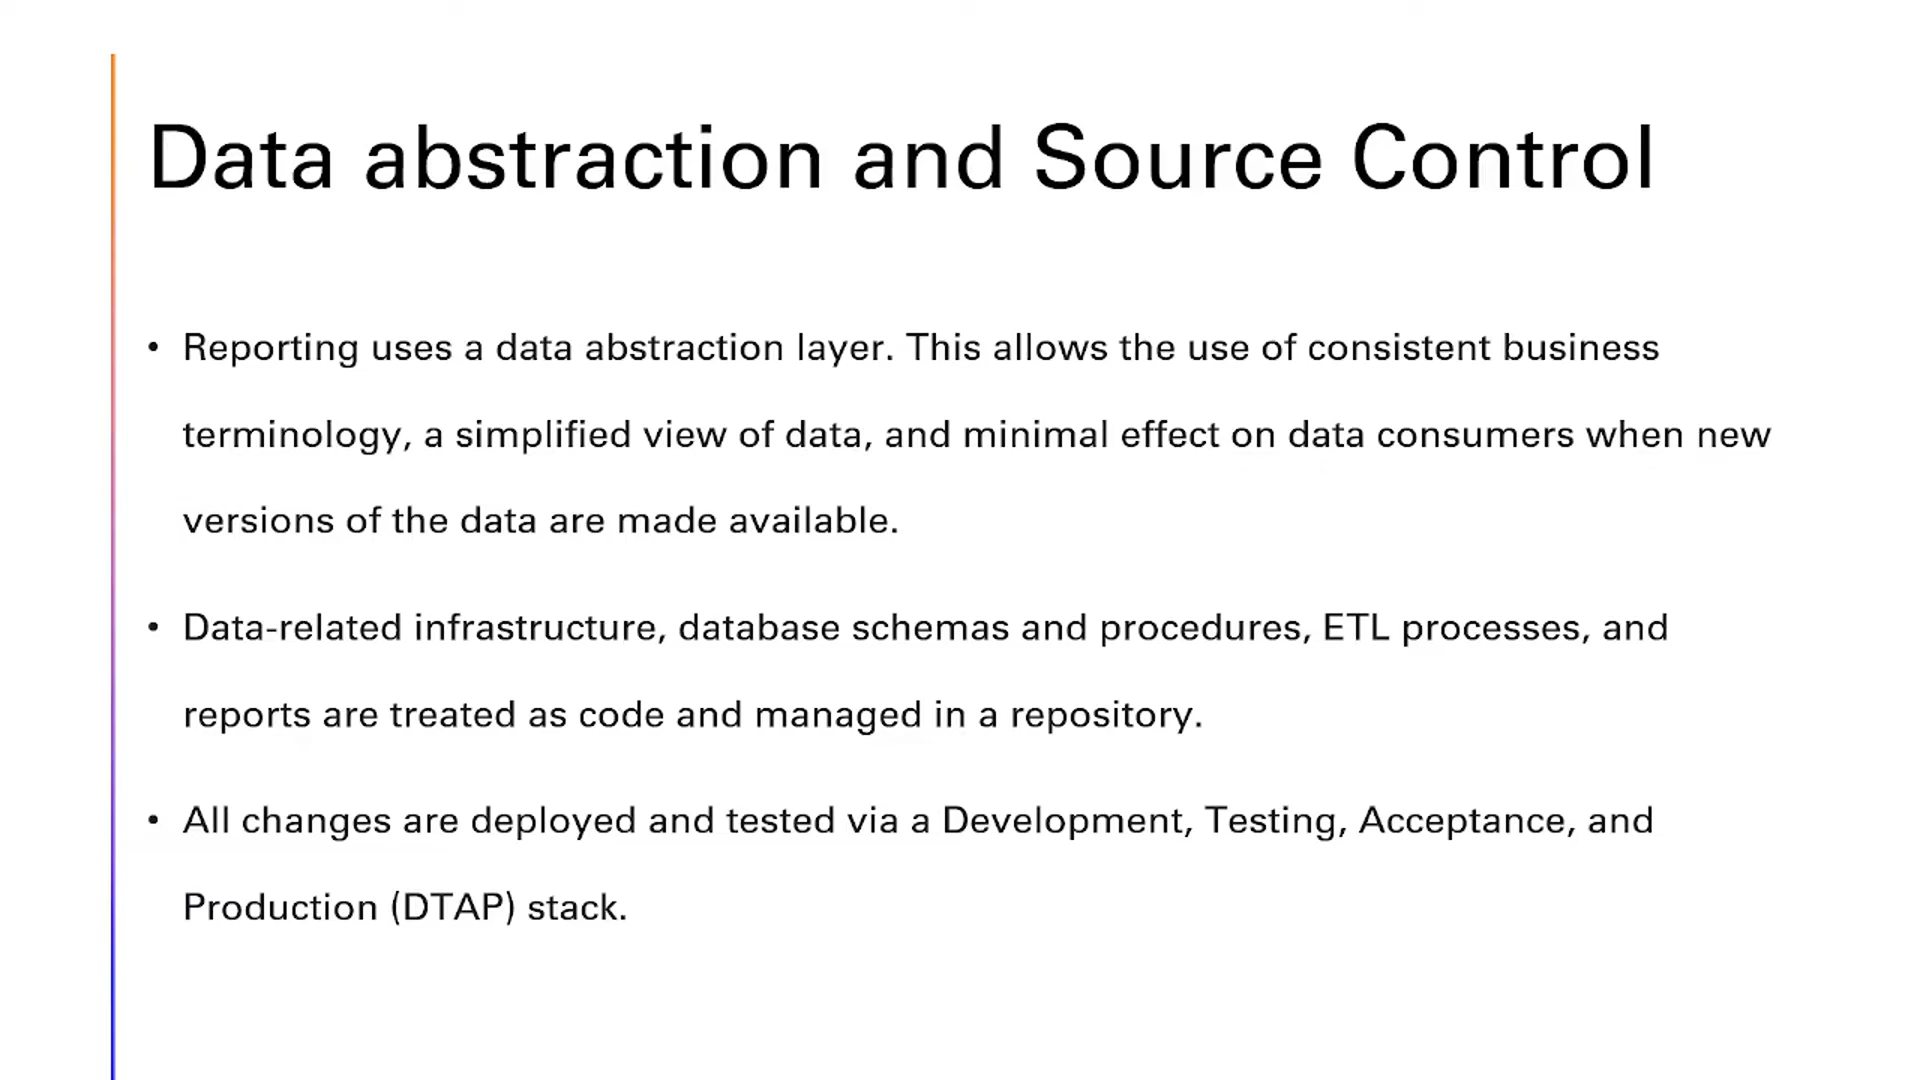 Data abstraction and Source Control
• Reporting uses a data abstraction layer. This allows the use of consistent business
terminology, a simplified view of data, and minimal effect on data consumers when new
versions of the data are made available.
• Data-related infrastructure, database schemas and procedures, ETL processes, and
reports are treated as code and managed in a repository.
• All changes are deployed and tested via a Development, Testing, Acceptance, and
Production (DTAP) stack.